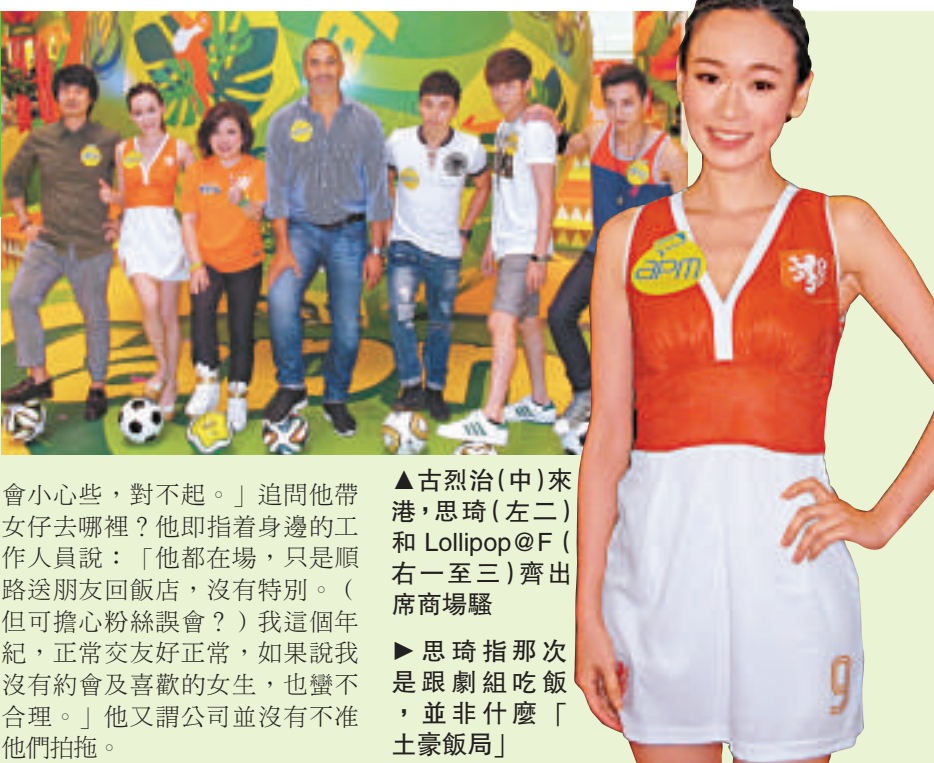 aPM
9
會小心些，對不起。」追問他帶
女仔去哪裡？他即指着身邊的工
作人員說：「他都在場，只是順
路送朋友回飯店，沒有特別。（
但可擔心粉絲誤會？）我這個年
紀，正常交友好正常，如果說我
沒有約會及喜歡的女生，也蠻不
合理。」他又謂公司並沒有不准
他們拍拖。
▲古烈治(中)來
港，思琦(左二)
和 Lollipop@F (
右一至三)齊出
席商場騷
▶思琦指那次
是跟劇組吃飯
，並非什麼「
土豪飯局」